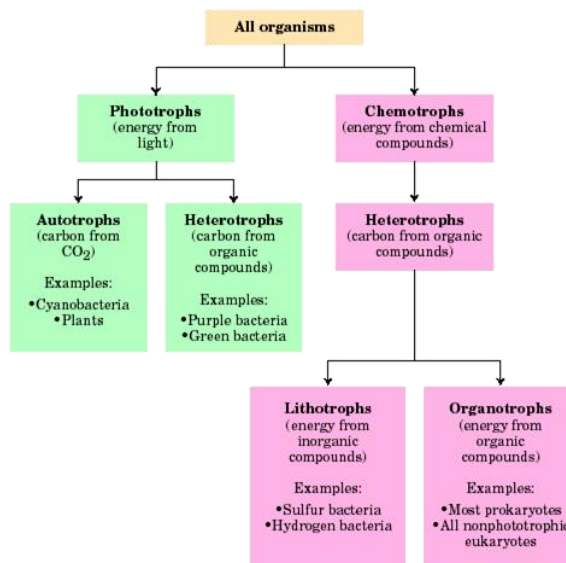 All organisms
Phototrophs
(energy from
light)
Chemotrophs
(energy from chemical
compounds)
Autotrophs
(carbon from
CO2)
Examples:
•Cyanobacteria
•Plants
Heterotrophs
(carbon from
organic
compounds)
Examples:
•Purple bacteria
•Green bacteria
Heterotrophs
(carbon from organic
compounds)
Lithotrophs
(energy from
inorganic
compounds)
Examples:
•Sulfur bacteria
•Hydrogen bacteria
Organotrophs
(energy from
organic
compounds)
Examples:
•Most prokaryotes
•All nonphototrophic
eukaryotes